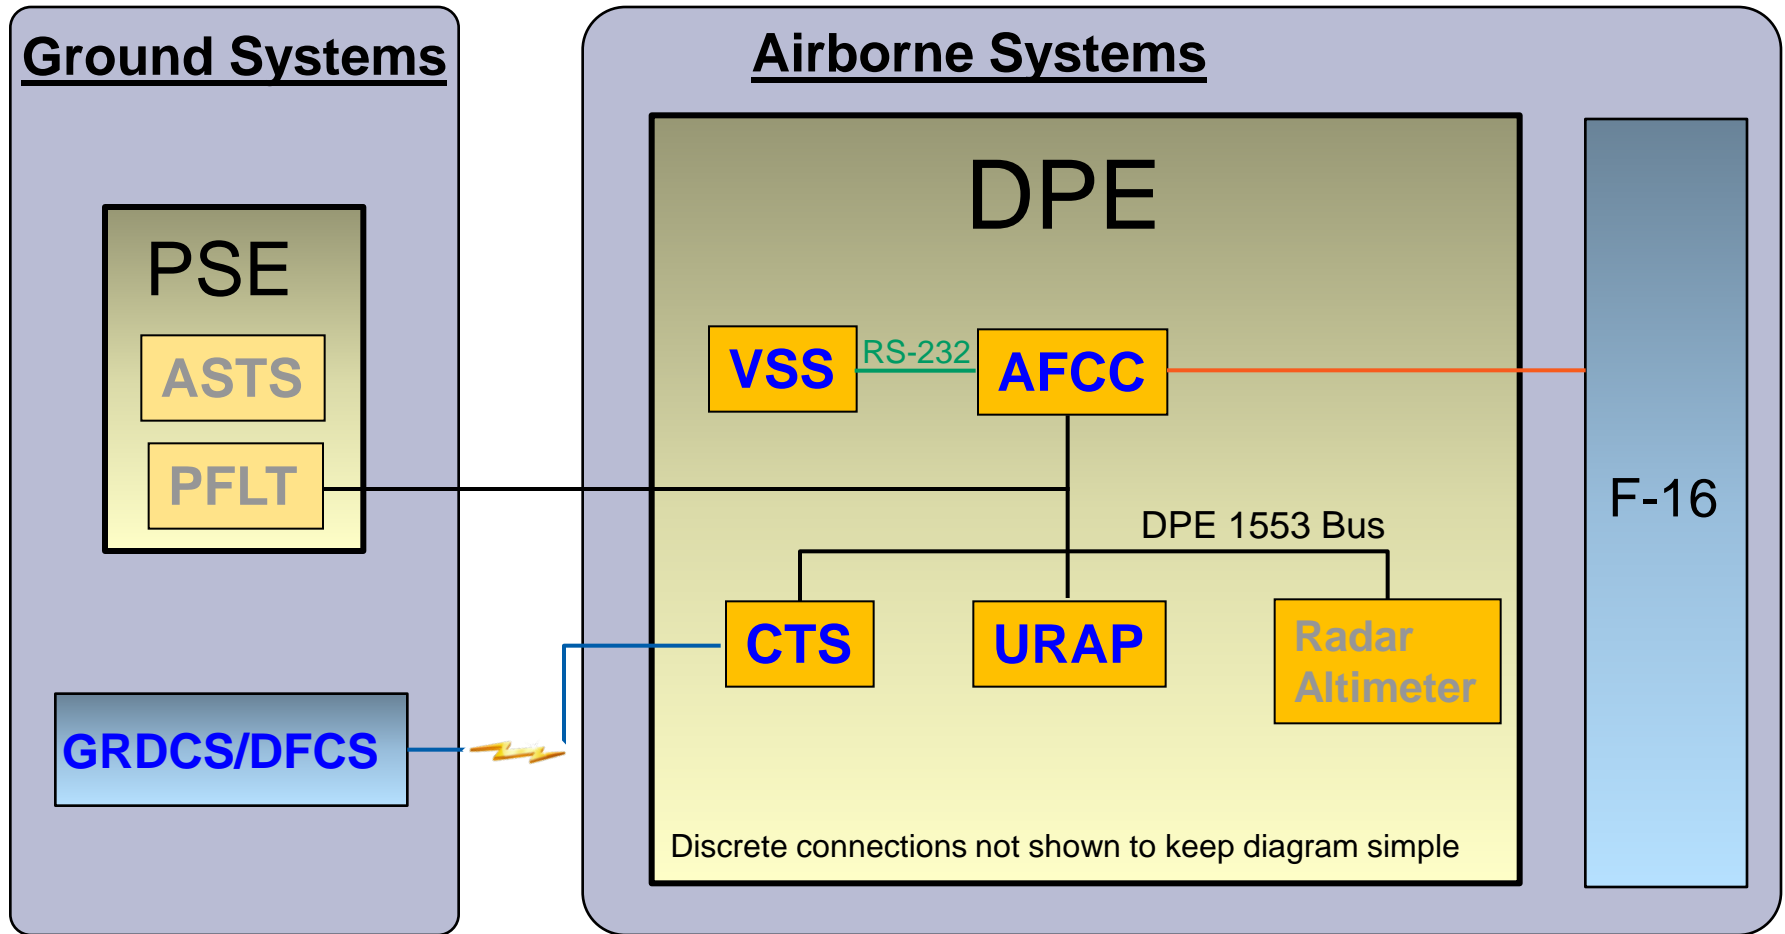 Ground Systems
PSE
ASTS
PFLT
GRDCS/DFCS
Airborne Systems
DPE
VSS
RS-232
AFCC
DPE 1553 Bus
CTS
URAP
Radar
Altimeter
Discrete connections not shown to keep diagram simple
F-16